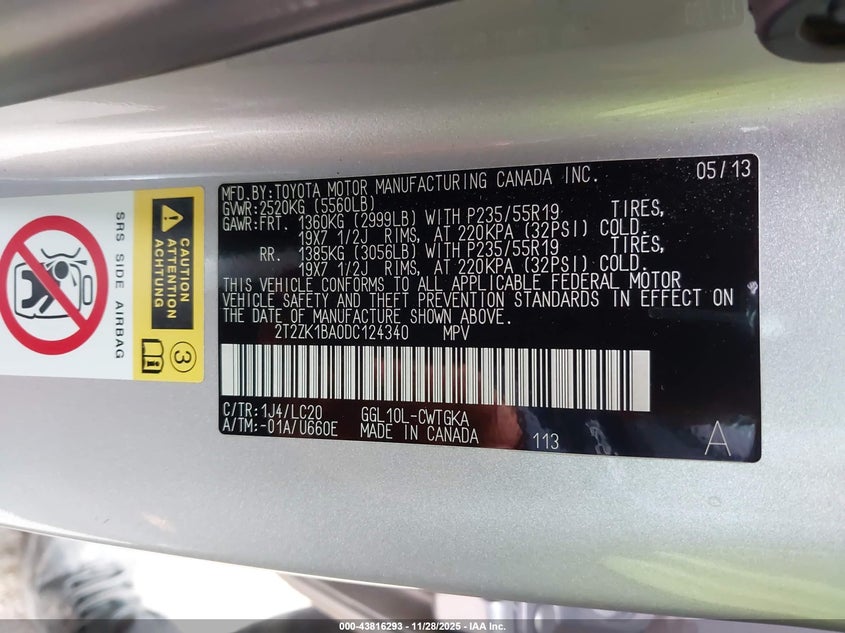 MFD.BY:TOYOTA MOTOR MANUFACTURING CANADA INC. 05/13
GVWR:2520KG (5560LB)
GAWR:FRT. 1360KG (2999LB) WITH P235/55R19 TIRES,
19X7 1/2J RIMS, AT 220KPA (32PSI) COLD.
RR. 1385KG (3056LB) WITH P235/55R19 TIRES,
19X7 1/2J RIMS, AT 220KPA (32PSI) COLD.
THIS VEHICLE CONFORMS TO ALL APPLICABLE FEDERAL MOTOR
VEHICLE SAFETY AND THEFT PREVENTION STANDARDS IN EFFECT ON
THE DATE OF MANUFACTURE SHOWN ABOVE.
2T2ZK1BA0DC124340 MPV
C/TR:1J4/LC20 GGL10L-CWTGKA
A/TM:-01A/U660E MADE IN CANADA 113 A
SRS SIDE AIRBAG
CAUTION
ATTENTION
ACHTUNG
3
000-43816293 - 11/28/2025 - IAA Inc.